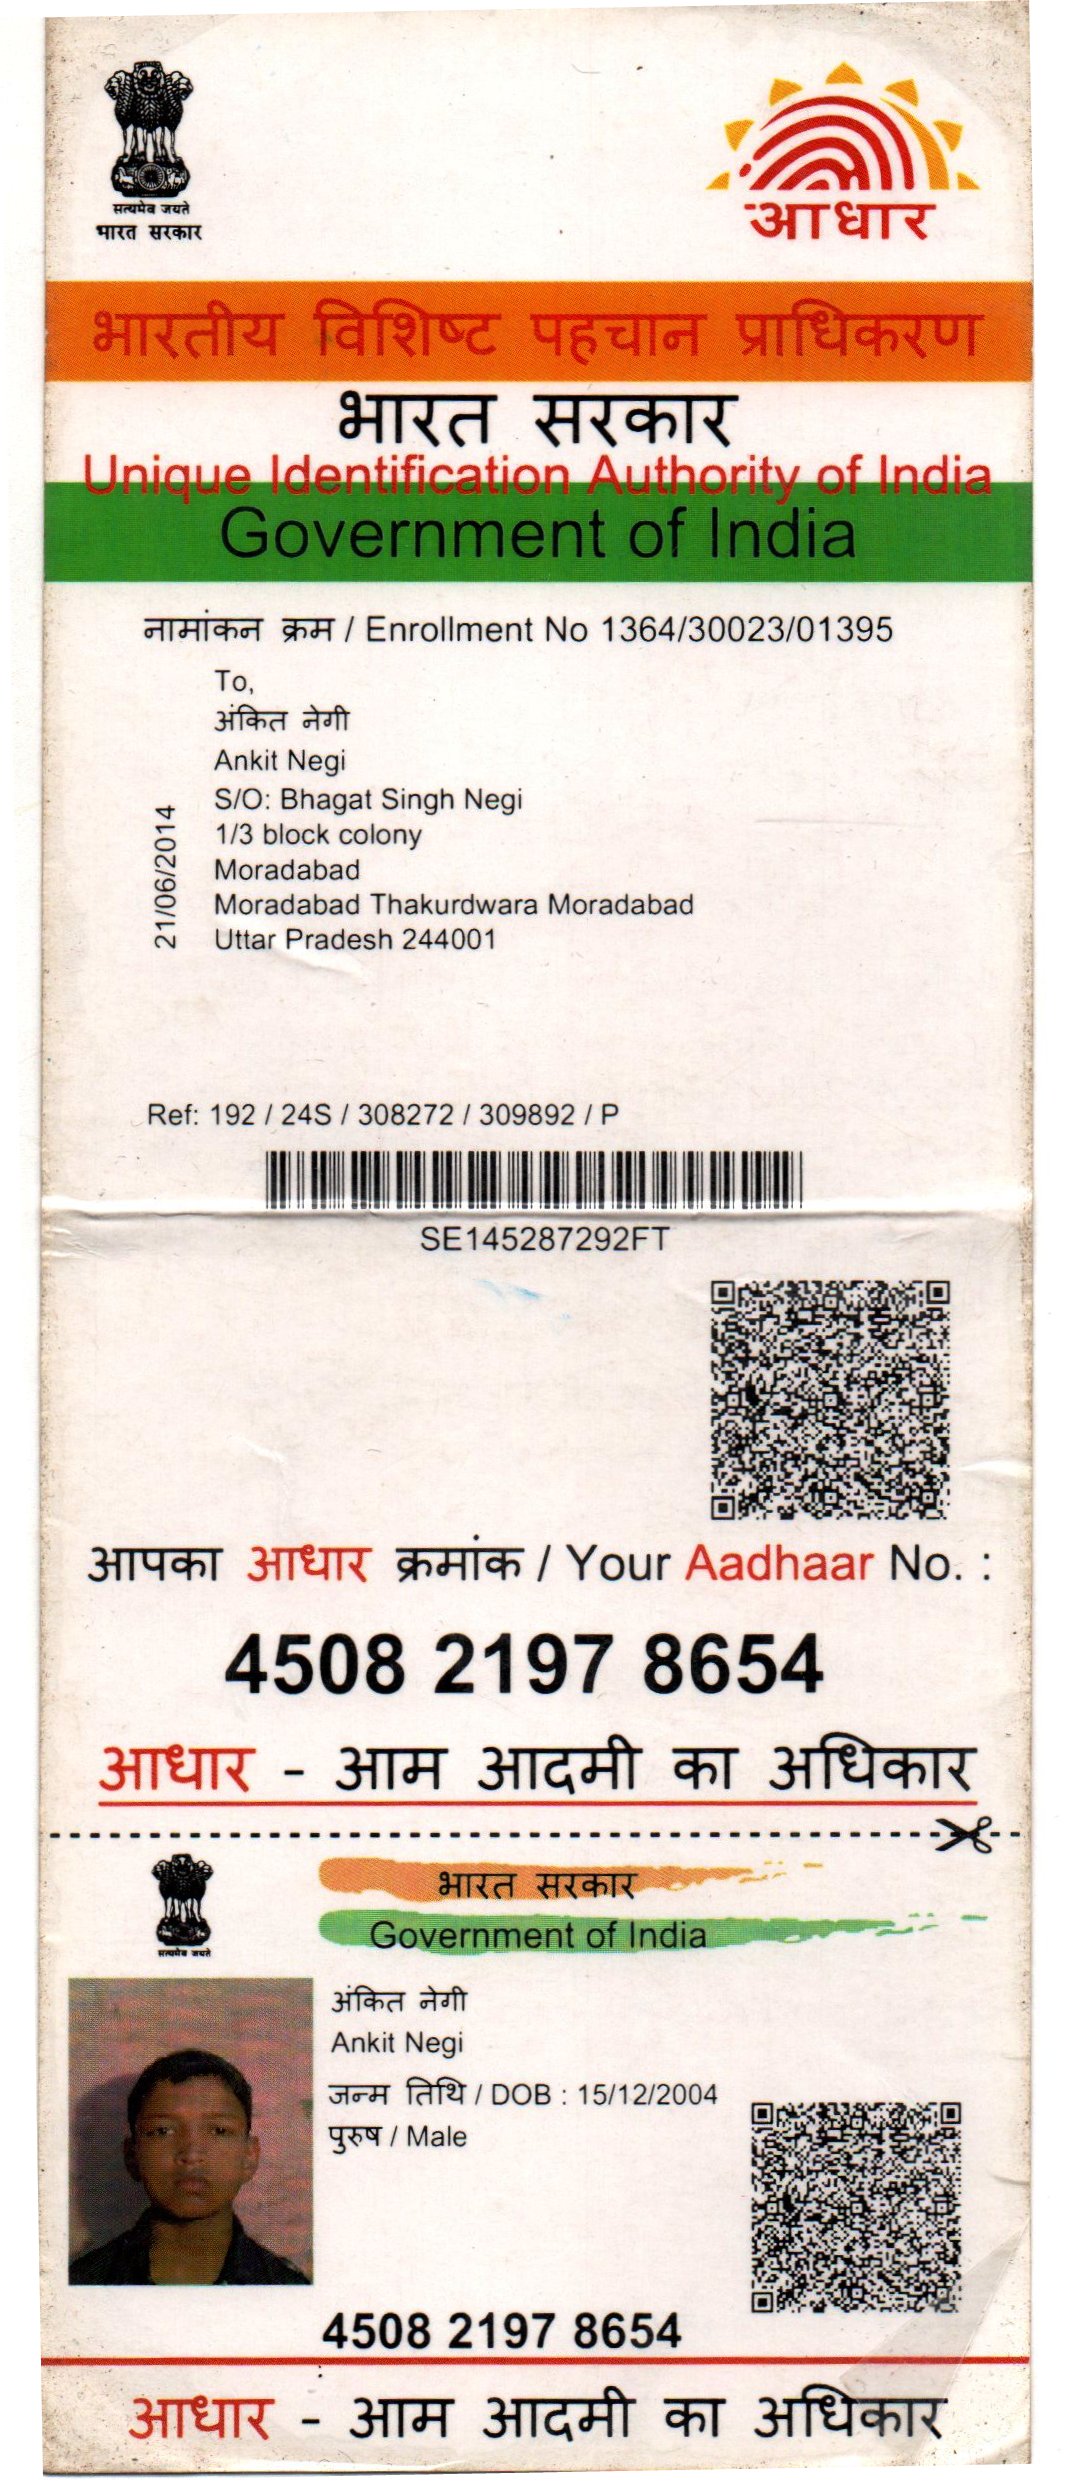 सत्यमेव जयते
भारत सरकार
आधार
भारतीय विशिष्ट पहचान प्राधिकरण
भारत सरकार
Unique Identification Authority of India
Government of India
नामांकन क्रम / Enrollment No 1364/30023/01395
To,
अंकित नेगी
Ankit Negi
S/O: Bhagat Singh Negi
1/3 block colony
Moradabad
Moradabad Thakurdwara Moradabad
Uttar Pradesh 244001
21/06/2014
Ref: 192 / 24S / 308272 / 309892 / P
SE145287292FT
आपका आधार क्रमांक / Your Aadhaar No. :
4508 2197 8654
आधार - आम आदमी का अधिकार
सत्यमेव जयते
भारत सरकार
Government of India
अंकित नेगी
Ankit Negi
जन्म तिथि / DOB : 15/12/2004
पुरुष / Male
4508 2197 8654
आधार - आम आदमी का अधिकार